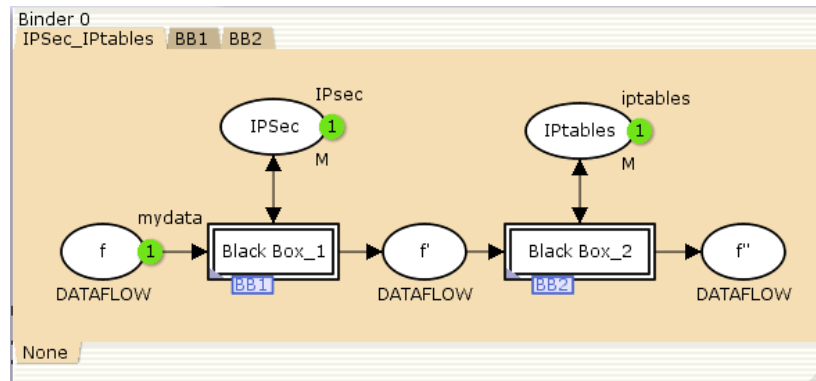 Binder 0
IPSec_IPtables BB1 BB2
IPsec
iptables
IPSec 1
IPtables 1
M
M
mydata
f 1
Black Box_1
f'
Black Box_2
f''
BB1
BB2
DATAFLOW
DATAFLOW
DATAFLOW
None